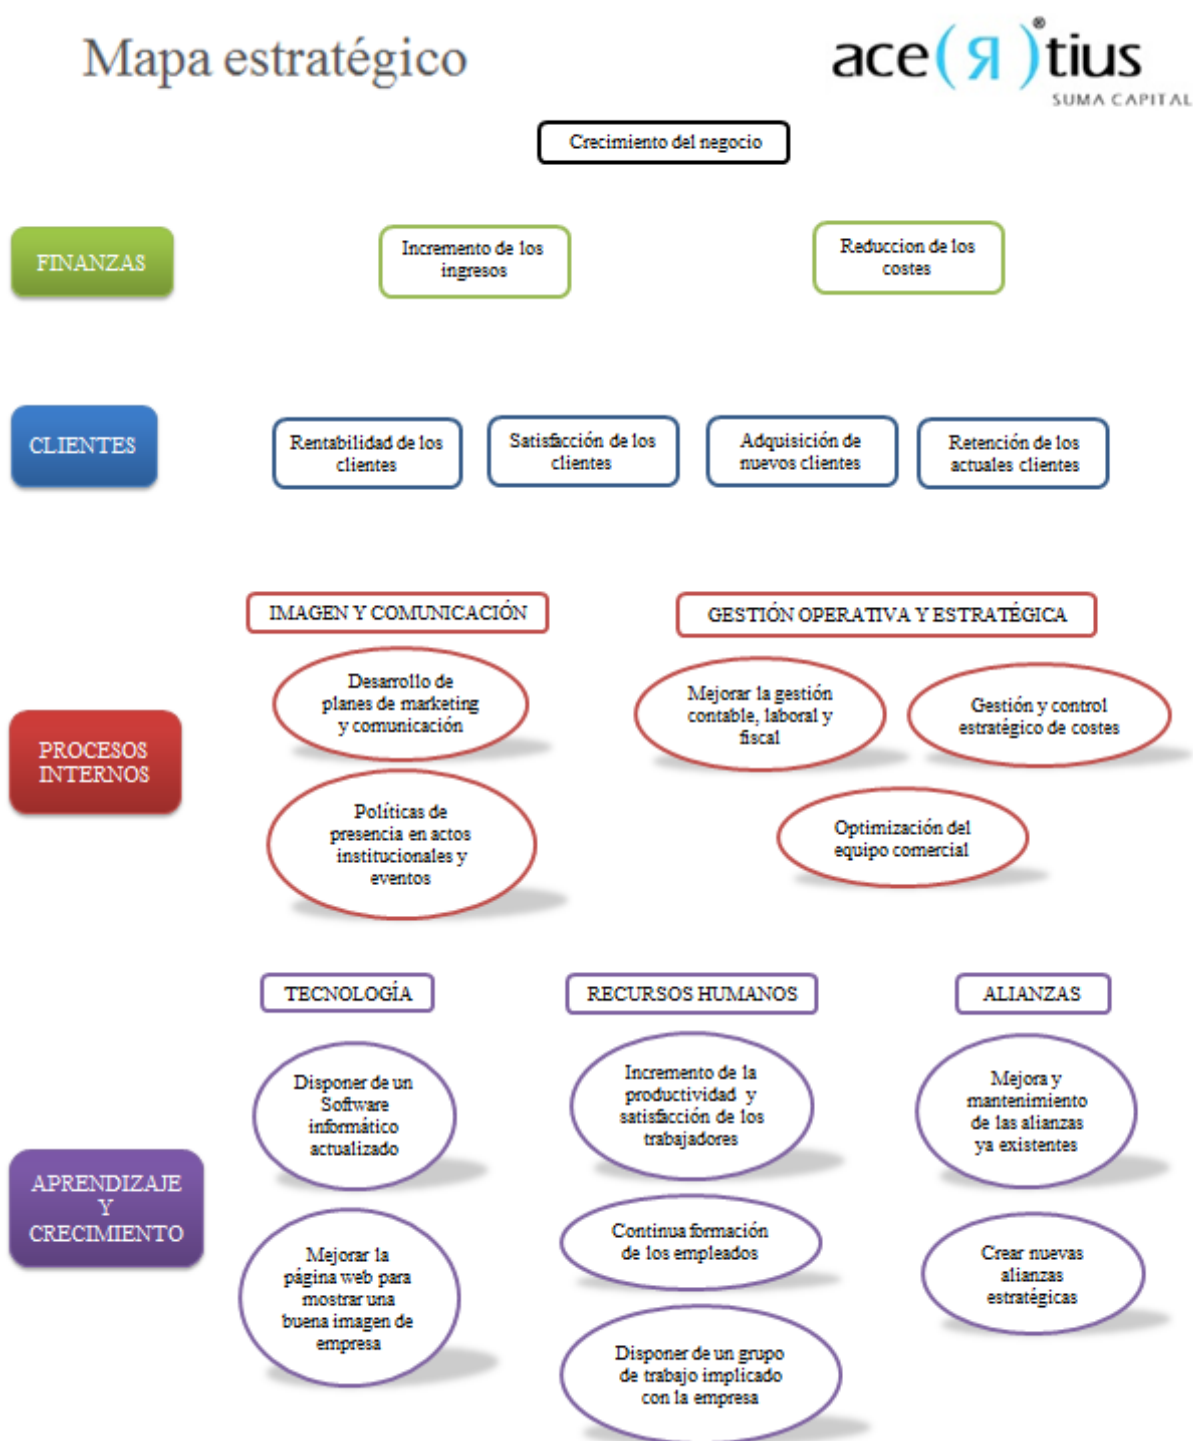 Mapa estratégico
ace(я)®tius
SUMA CAPITAL
Crecimiento del negocio
FINANZAS
Incremento de los
ingresos
Reduccion de los
costes
CLIENTES
Rentabilidad de los
clientes
Satisfacción de los
clientes
Adquisición de
nuevos clientes
Retención de los
actuales clientes
PROCESOS
INTERNOS
IMAGEN Y COMUNICACIÓN
Desarrollo de
planes de marketing
y comunicación
Políticas de
presencia en actos
institucionales y
eventos
GESTIÓN OPERATIVA Y ESTRATÉGICA
Mejorar la gestión
contable, laboral y
fiscal
Gestión y control
estratégico de costes
Optimización del
equipo comercial
APRENDIZAJE
Y
CRECIMIENTO
TECNOLOGÍA
Disponer de un
Software
informático
actualizado
Mejorar la
página web para
mostrar una
buena imagen de
empresa
RECURSOS HUMANOS
Incremento de la
productividad y
satisfacción de los
trabajadores
Continua formación
de los empleados
Disponer de un grupo
de trabajo implicado
con la empresa
ALIANZAS
Mejora y
mantenimiento
de las alianzas
ya existentes
Crear nuevas
alianzas
estratégicas